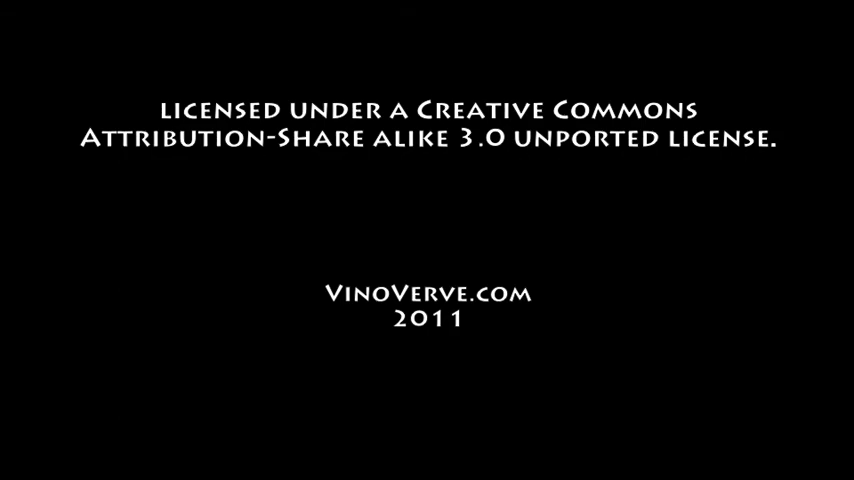 licensed under a Creative Commons
Attribution-Share alike 3.0 unported license.
VinoVerve.com
2011